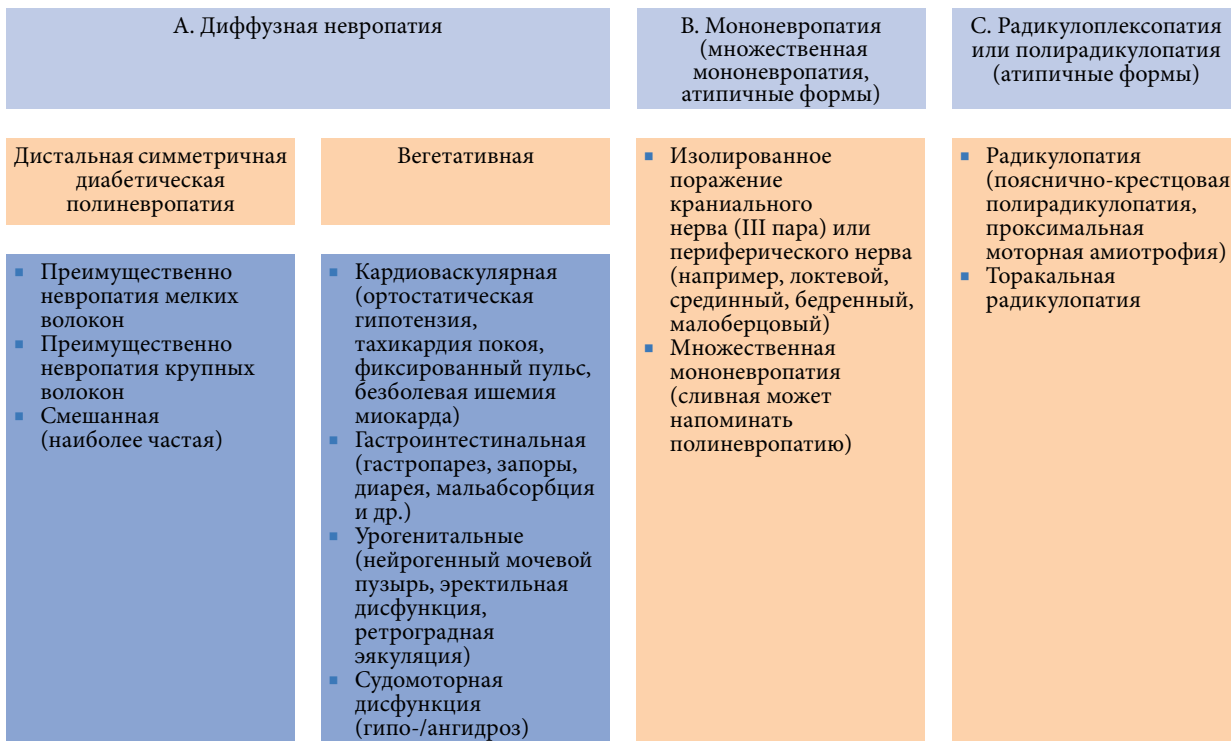 А. Диффузная невропатия
В. Мононевропатия
(множественная
мононевропатия,
атипичные формы)
С. Радикулоплексопатия
или полирадикулопатия
(атипичные формы)
Дистальная симметричная
диабетическая
полиневропатия
▪ Преимущественно
невропатия мелких
волокон
▪ Преимущественно
невропатия крупных
волокон
▪ Смешанная
(наиболее частая)
Вегетативная
▪ Кардиоваскулярная
(ортостатическая
гипотензия,
тахикардия покоя,
фиксированный пульс,
безболевая ишемия
миокарда)
▪ Гастроинтестинальная
(гастропарез, запоры,
диарея, мальабсорбция
и др.)
▪ Урогенитальные
(нейрогенный мочевой
пузырь, эректильная
дисфункция,
ретроградная
эякуляция)
▪ Судомоторная
дисфункция
(гипо-/ангидроз)
▪ Изолированное
поражение
краниального
нерва (III пара) или
периферического нерва
(например, локтевой,
срединный, бедренный,
малоберцовый)
▪ Множественная
мононевропатия
(сливная может
напоминать
полиневропатию)
▪ Радикулопатия
(пояснично-крестцовая
полирадикулопатия,
проксимальная
моторная амиотрофия)
▪ Торакальная
радикулопатия